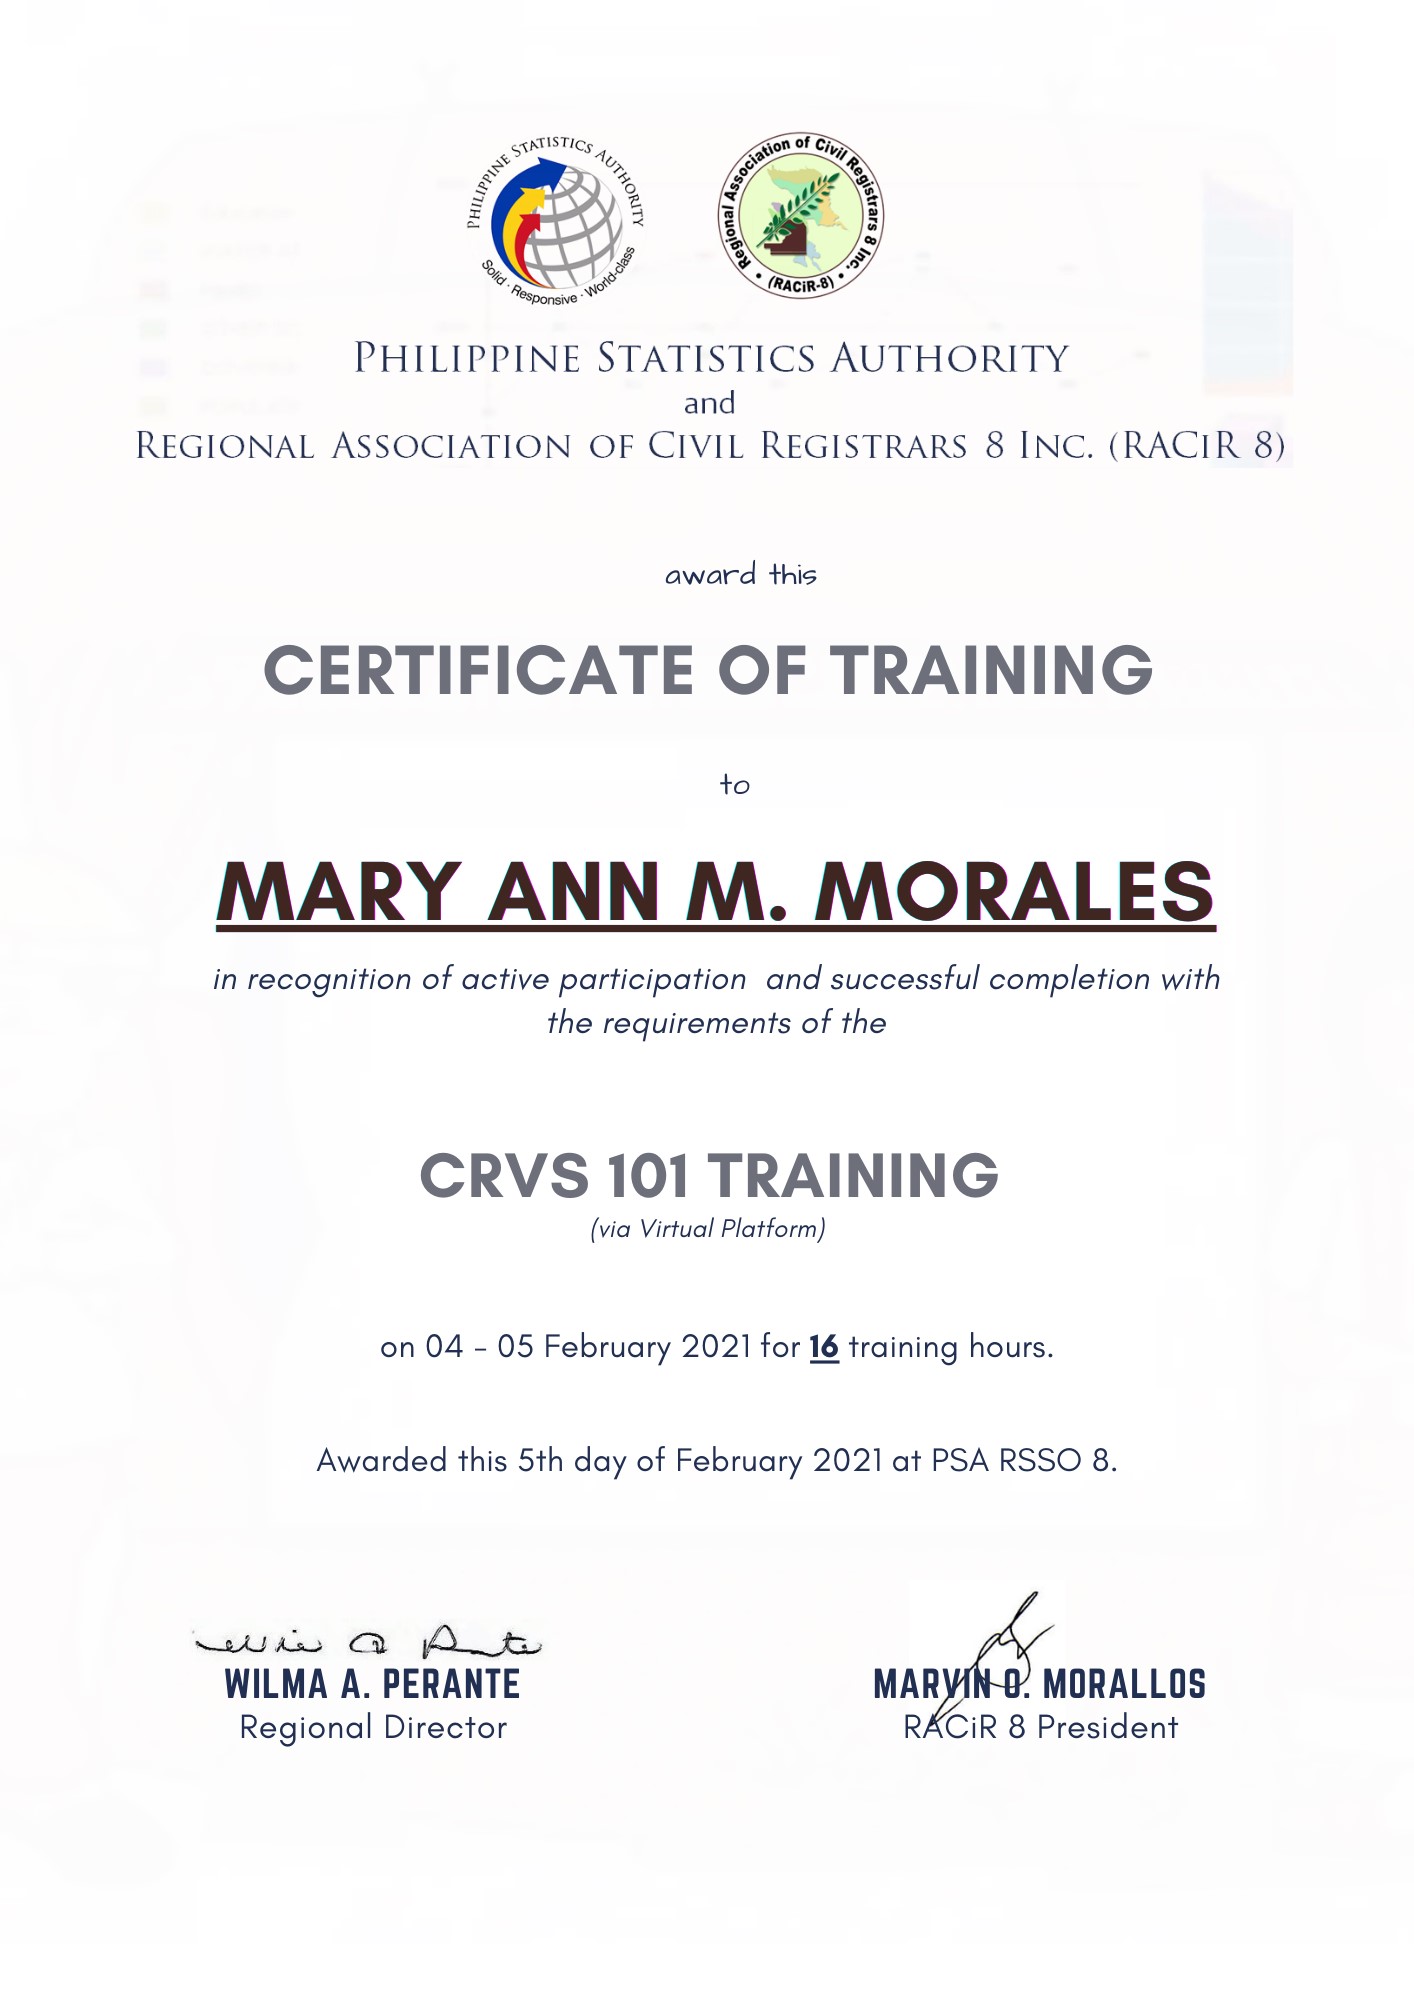 PHILIPPINE STATISTICS AUTHORITY
Solid · Responsive · World-class
Regional Association of Civil Registrars 8 Inc.
(RACiR-8)
PHILIPPINE STATISTICS AUTHORITY
and
REGIONAL ASSOCIATION OF CIVIL REGISTRARS 8 INC. (RACiR 8)
award this
CERTIFICATE OF TRAINING
to
MARY ANN M. MORALES
in recognition of active participation and successful completion with
the requirements of the
CRVS 101 TRAINING
(via Virtual Platform)
on 04 - 05 February 2021 for 16 training hours.
Awarded this 5th day of February 2021 at PSA RSSO 8.
WILMA A. PERANTE
Regional Director
MARVIN O. MORALLOS
RACiR 8 President